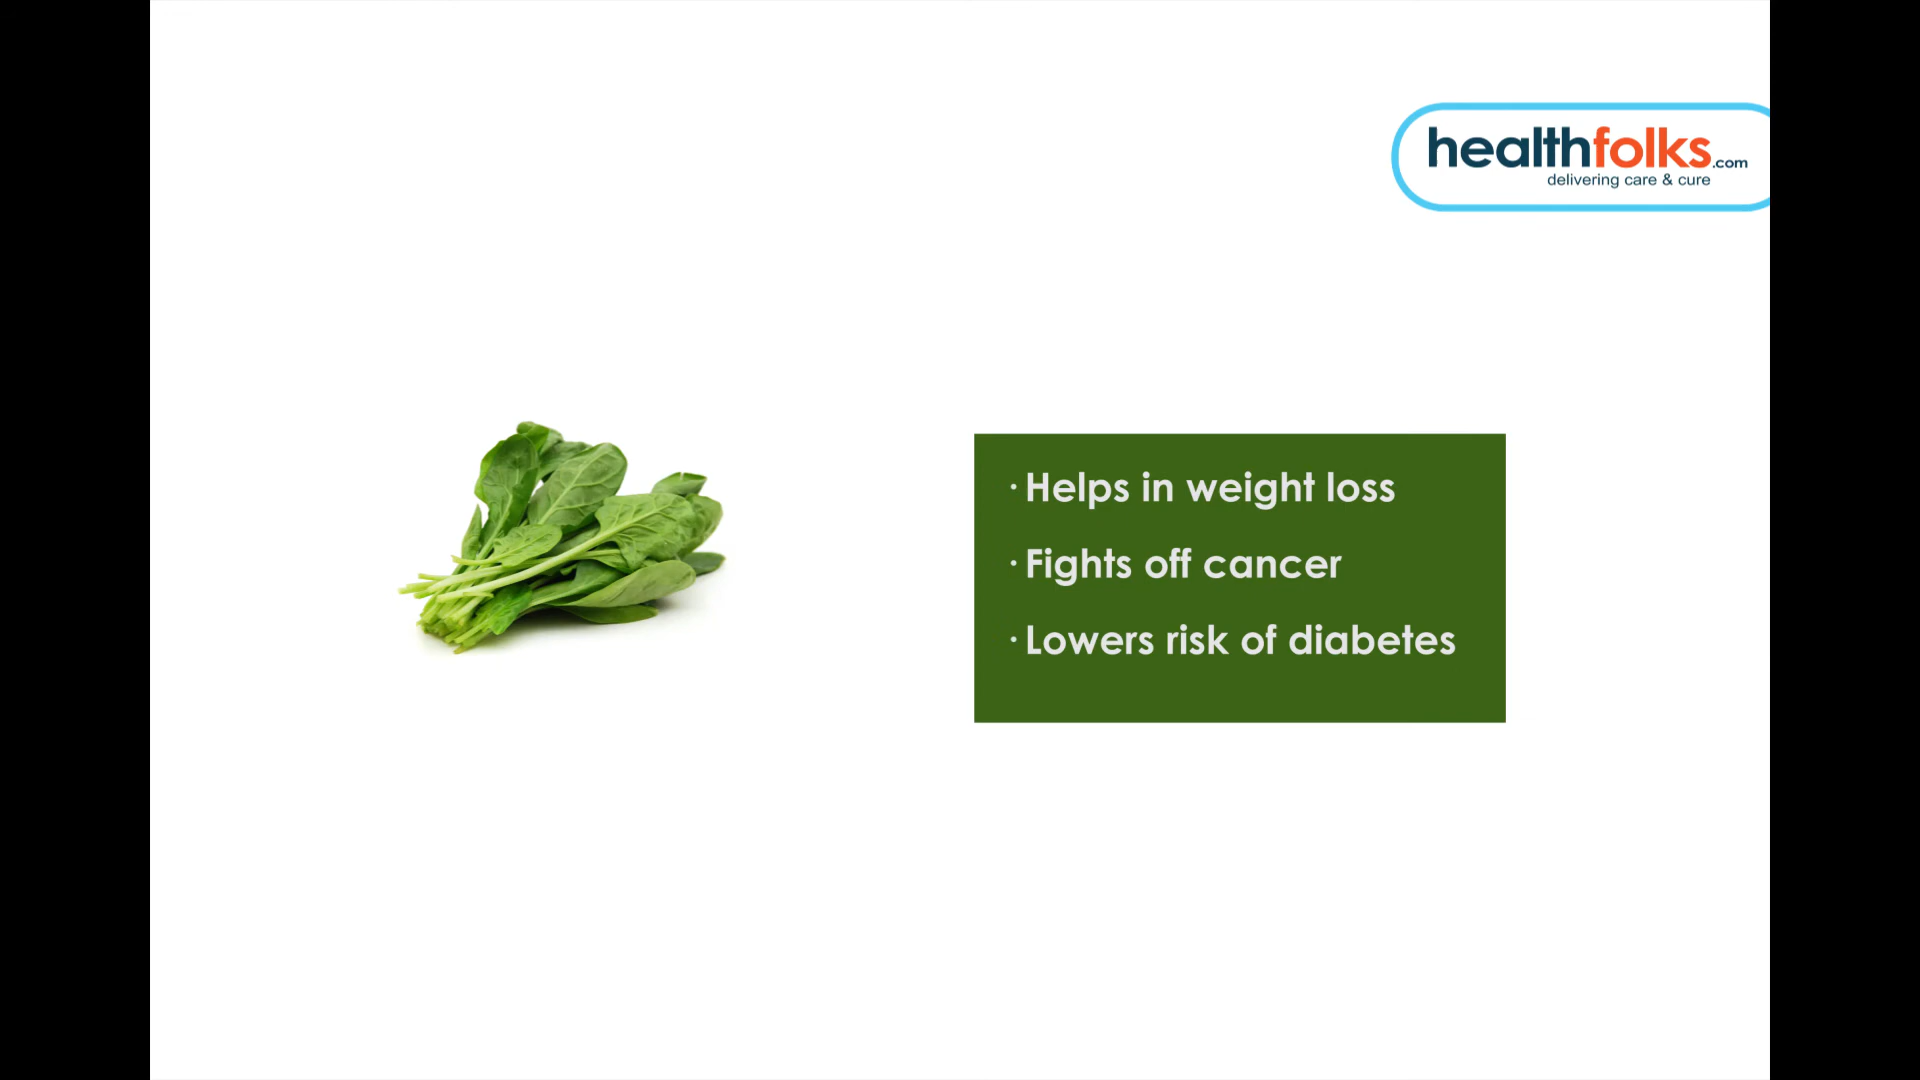 healthfolks.com
delivering care & cure
· Helps in weight loss
· Fights off cancer
· Lowers risk of diabetes